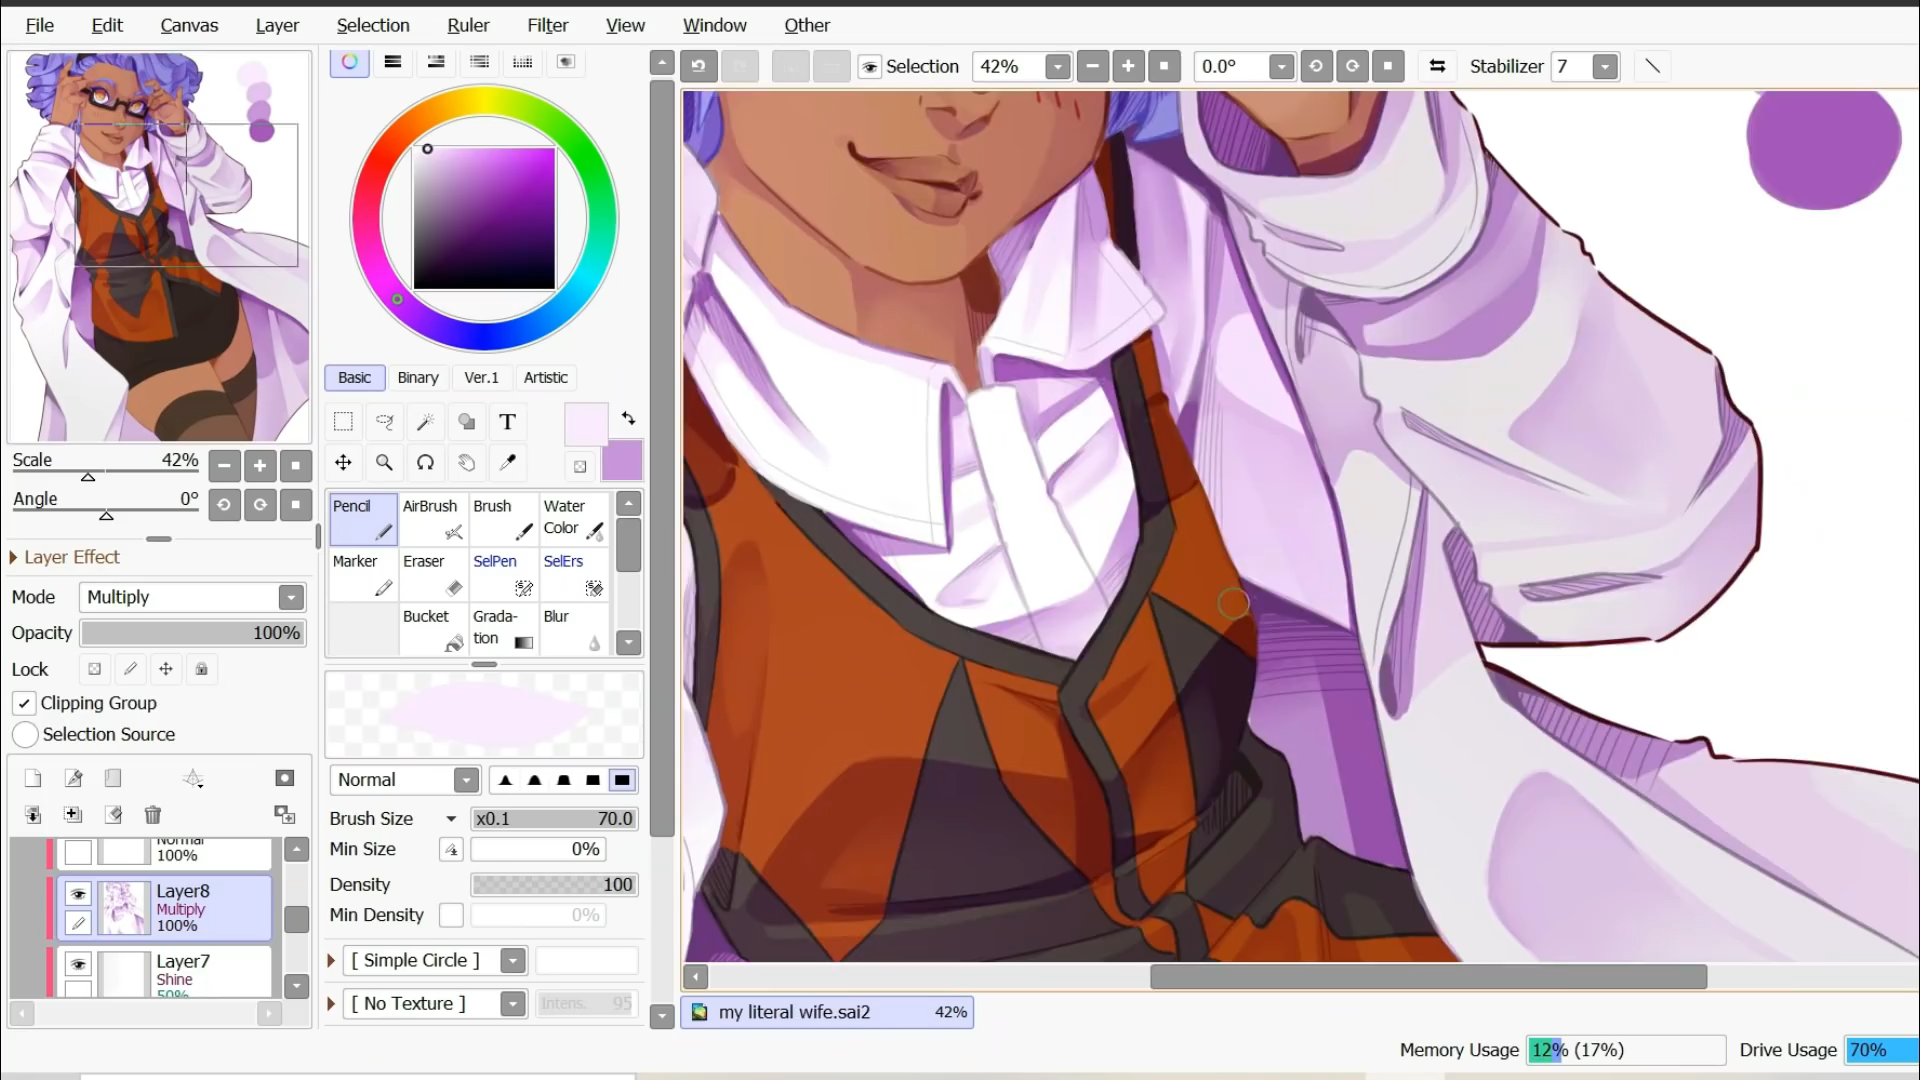 File Edit Canvas Layer Selection Ruler Filter View Window Other
Selection 42% 0.0° Stabilizer 7
Basic Binary Ver.1 Artistic
T
Scale 42%
Angle 0°
Layer Effect
Mode Multiply
Opacity 100%
Lock
Clipping Group
Selection Source
Pencil AirBrush Brush Water Color
Marker Eraser SelPen SelErs
Bucket Grada-tion Blur
Normal
Brush Size x0.1 70.0
Min Size 0%
Density 100
Min Density 0%
[ Simple Circle ]
[ No Texture ] Intens. 95
Normal
100%
Layer8
Multiply
100%
Layer7
Shine
50%
my literal wife.sai2 42%
Memory Usage 12% (17%) Drive Usage 70%